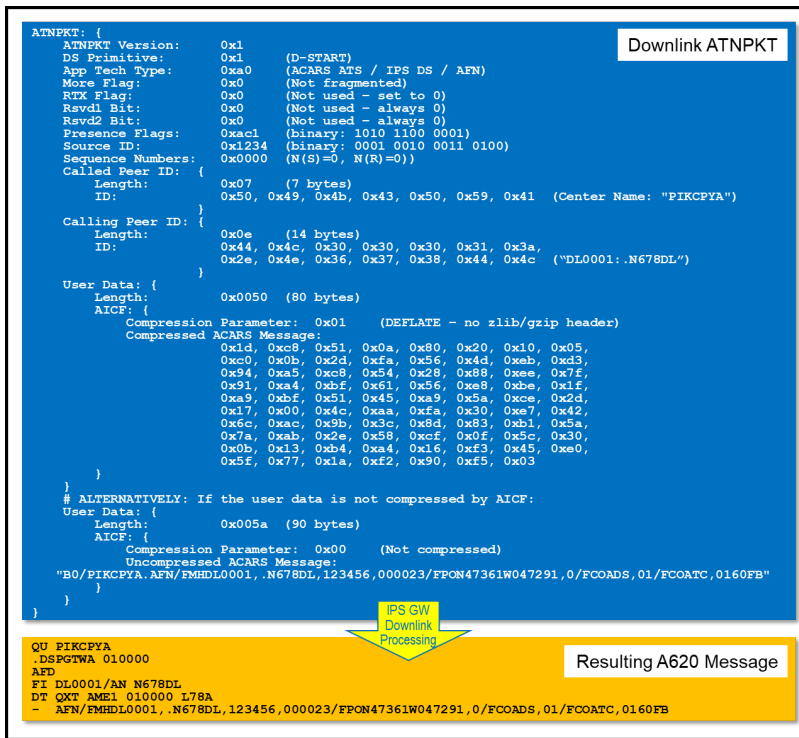 Downlink ATNPKT
ATNPKT: {
ATNPKT Version: 0x1
DS Primitive: 0x1 (D-START)
App Tech Type: 0xa0 (ACARS ATS / IPS DS / AFN)
More Flag: 0x0 (Not fragmented)
RTX Flag: 0x0 (Not used – set to 0)
Rsvd1 Bit: 0x0 (Not used – always 0)
Rsvd2 Bit: 0x0 (Not used – always 0)
Presence Flags: 0xac1 (binary: 1010 1100 0001)
Source ID: 0x1234 (binary: 0001 0010 0011 0100)
Sequence Numbers: 0x0000 (N(S)=0, N(R)=0))
Called Peer ID: {
Length: 0x07 (7 bytes)
ID: 0x50, 0x49, 0x4b, 0x43, 0x50, 0x59, 0x41 (Center Name: "PIKCPYA")
}
Calling Peer ID: {
Length: 0x0e (14 bytes)
ID: 0x44, 0x4c, 0x30, 0x30, 0x30, 0x31, 0x3a,
0x2e, 0x4e, 0x36, 0x37, 0x38, 0x44, 0x4c (“DL0001:.N678DL”)
}
User Data: {
Length: 0x0050 (80 bytes)
AICF: {
Compression Parameter: 0x01 (DEFLATE – no zlib/gzip header)
Compressed ACARS Message:
0x1d, 0xc8, 0x51, 0x0a, 0x80, 0x20, 0x10, 0x05,
0xc0, 0x0b, 0x2d, 0xfa, 0x56, 0x4d, 0xeb, 0xd3,
0x94, 0xa5, 0xc8, 0x54, 0x28, 0x88, 0xee, 0x7f,
0x91, 0xa4, 0xbf, 0x61, 0x56, 0xe8, 0xbe, 0x1f,
0xa9, 0xbf, 0x51, 0x45, 0xa9, 0x5a, 0xce, 0x2d,
0x17, 0x00, 0x4c, 0xaa, 0xfa, 0x30, 0xe7, 0x42,
0x6c, 0xac, 0x9b, 0x3c, 0x8d, 0x83, 0xb1, 0x5a,
0x7a, 0xab, 0x2e, 0x58, 0xcf, 0x0f, 0x5c, 0x30,
0x0b, 0x13, 0xb4, 0xa4, 0x16, 0xf3, 0x45, 0xe0,
0x5f, 0x77, 0x1a, 0xf2, 0x90, 0xf5, 0x03
}
}
# ALTERNATIVELY: If the user data is not compressed by AICF:
User Data: {
Length: 0x005a (90 bytes)
AICF: {
Compression Parameter: 0x00 (Not compressed)
Uncompressed ACARS Message:
"B0/PIKCPYA.AFN/FMHDL0001,.N678DL,123456,000023/FPON47361W047291,0/FCOADS,01/FCOATC,0160FB"
}
}
}
IPS GW
Downlink
Processing
Resulting A620 Message
QU PIKCPYA
.DSPGTWA 010000
AFD
FI DL0001/AN N678DL
DT QXT AME1 010000 L78A
- AFN/FMHDL0001,.N678DL,123456,000023/FPON47361W047291,0/FCOADS,01/FCOATC,0160FB